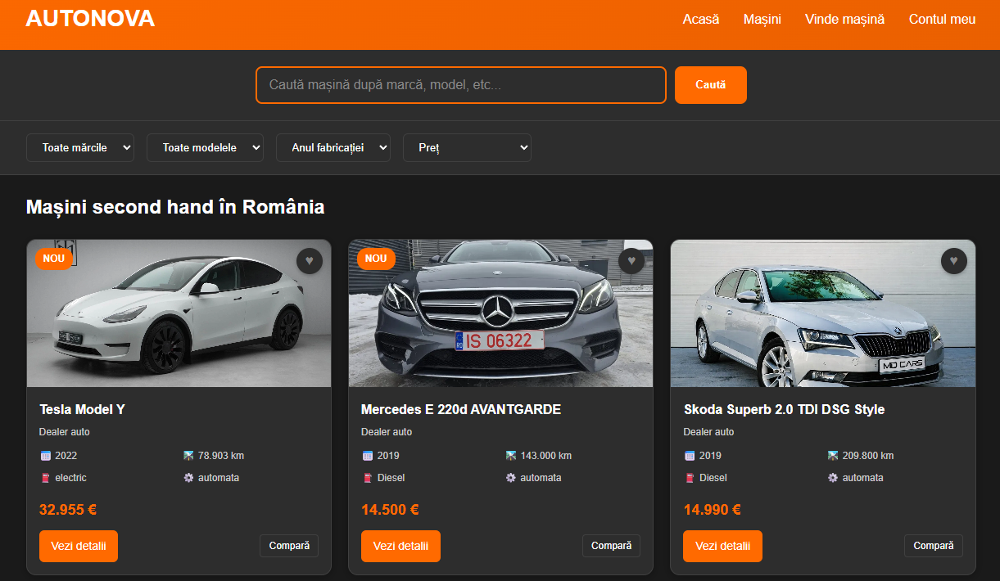 AUTONOVA
Acasă Mașini Vinde mașină Contul meu
Caută mașină după marcă, model, etc...
Caută
Toate mărcile Toate modelele Anul fabricației Preț
Mașini second hand în România
NOU
NOU
RO IS 06322
MD CARS
Tesla Model Y
Dealer auto
2022 78.903 km
electric automata
32.955 €
Vezi detalii Compară
Mercedes E 220d AVANTGARDE
Dealer auto
2019 143.000 km
Diesel automata
14.500 €
Vezi detalii Compară
Skoda Superb 2.0 TDI DSG Style
Dealer auto
2019 209.800 km
Diesel automata
14.990 €
Vezi detalii Compară